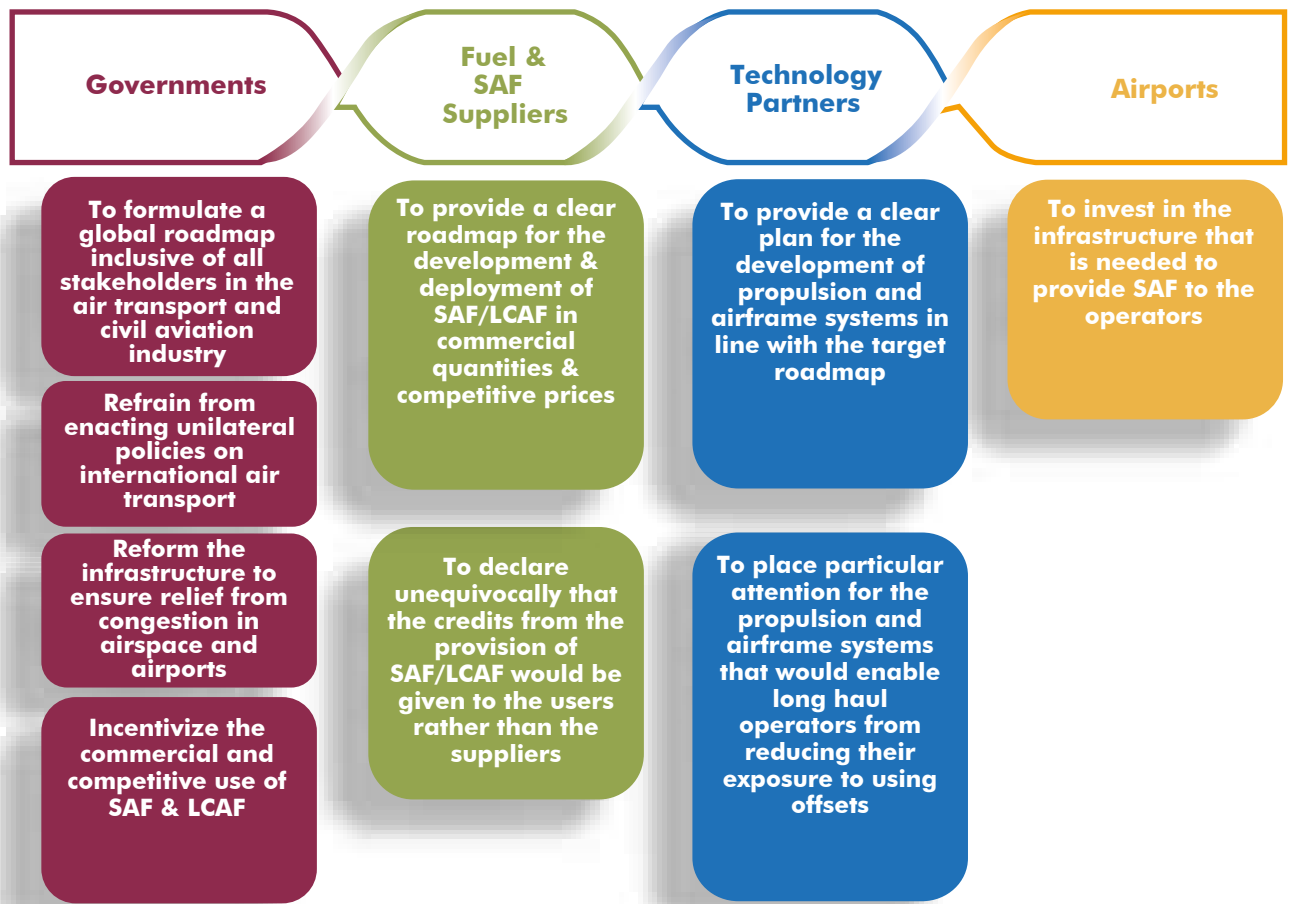 Governments
Fuel &
SAF
Suppliers
Technology
Partners
Airports
To formulate a
global roadmap
inclusive of all
stakeholders in the
air transport and
civil aviation
industry
Refrain from
enacting unilateral
policies on
international air
transport
Reform the
infrastructure to
ensure relief from
congestion in
airspace and
airports
Incentivize the
commercial and
competitive use of
SAF & LCAF
To provide a clear
roadmap for the
development &
deployment of
SAF/LCAF in
commercial
quantities &
competitive prices
To declare
unequivocally that
the credits from the
provision of
SAF/LCAF would be
given to the users
rather than the
suppliers
To provide a clear
plan for the
development of
propulsion and
airframe systems in
line with the target
roadmap
To place particular
attention for the
propulsion and
airframe systems
that would enable
long haul
operators from
reducing their
exposure to using
offsets
To invest in the
infrastructure that
is needed to
provide SAF to the
operators